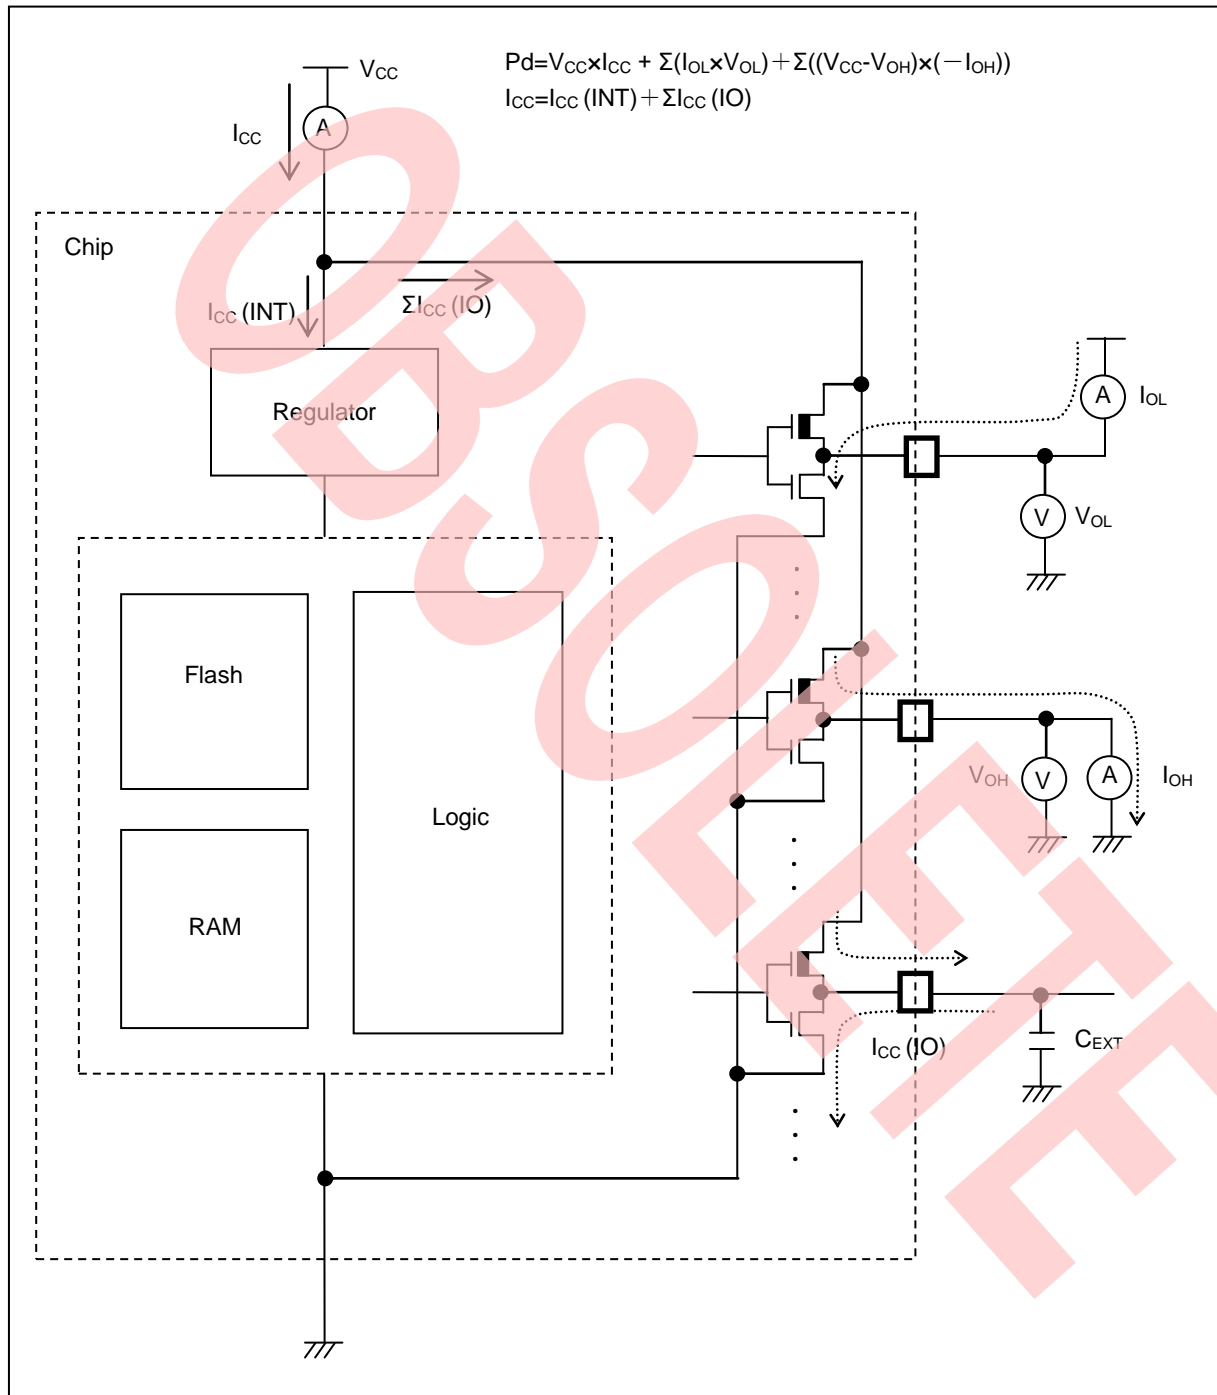 Pd=VCC×ICC + Σ(IOL×VOL)+Σ((VCC-VOH)×(-IOH))
ICC=ICC (INT)+ΣICC (IO)
VCC
A
ICC
Chip
ICC (INT)
ΣICC (IO)
Regulator
A
IOL
V
VOL
Flash
Logic
RAM
VOH
V
A
IOH
ICC (IO)
CEXT
OBSOLETE